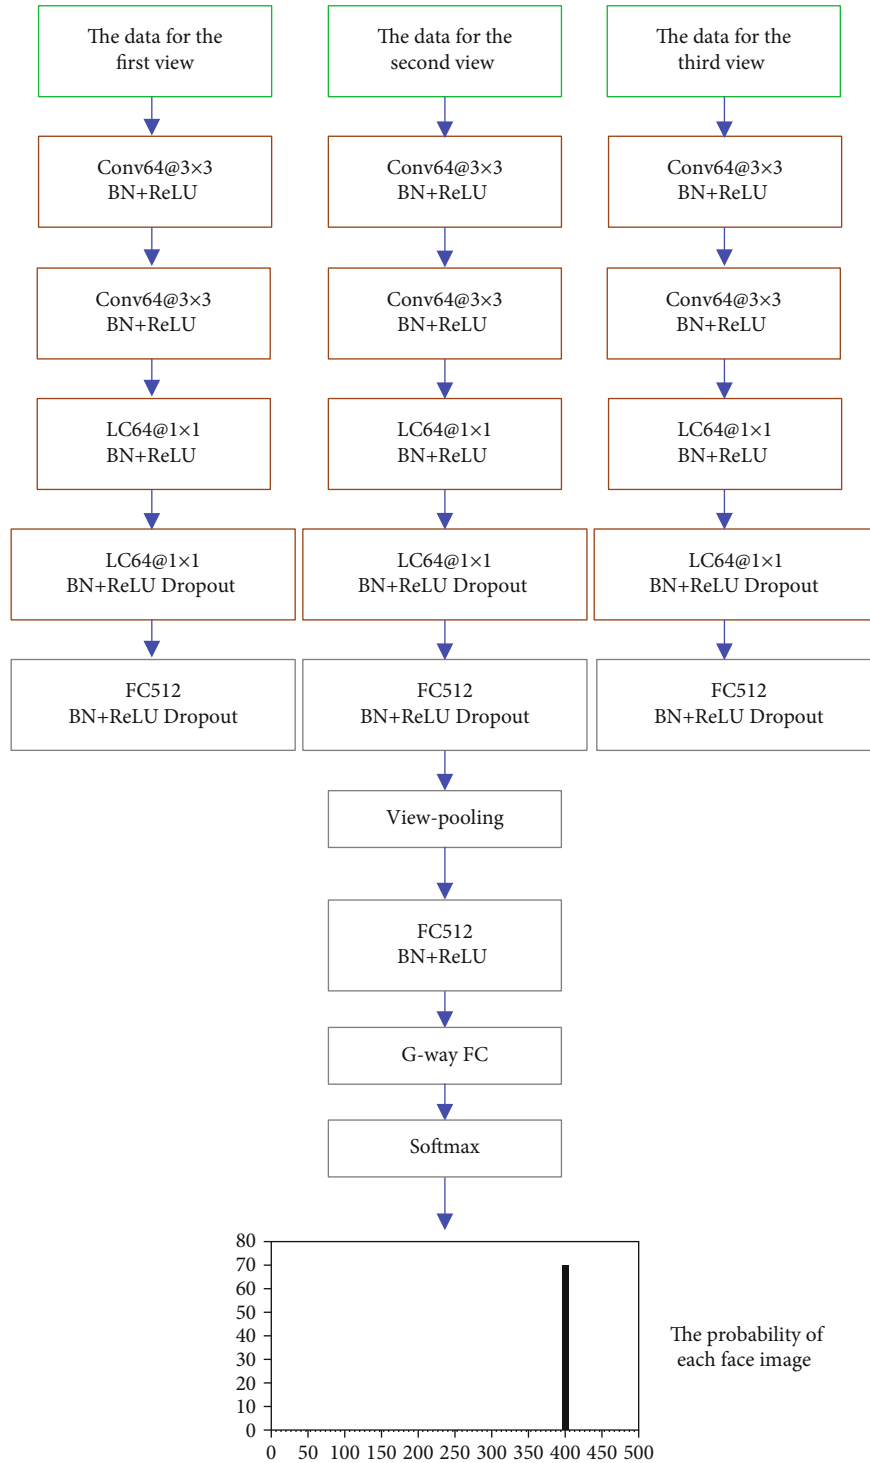 The data for the
first view
The data for the
second view
The data for the
third view
Conv64@3×3
BN+ReLU
Conv64@3×3
BN+ReLU
Conv64@3×3
BN+ReLU
Conv64@3×3
BN+ReLU
Conv64@3×3
BN+ReLU
Conv64@3×3
BN+ReLU
LC64@1×1
BN+ReLU
LC64@1×1
BN+ReLU
LC64@1×1
BN+ReLU
LC64@1×1
BN+ReLU Dropout
LC64@1×1
BN+ReLU Dropout
LC64@1×1
BN+ReLU Dropout
FC512
BN+ReLU Dropout
FC512
BN+ReLU Dropout
FC512
BN+ReLU Dropout
View-pooling
FC512
BN+ReLU
G-way FC
Softmax
80
70
60
50
40
30
20
10
0
0 50 100 150 200 250 300 350 400 450 500
The probability of
each face image